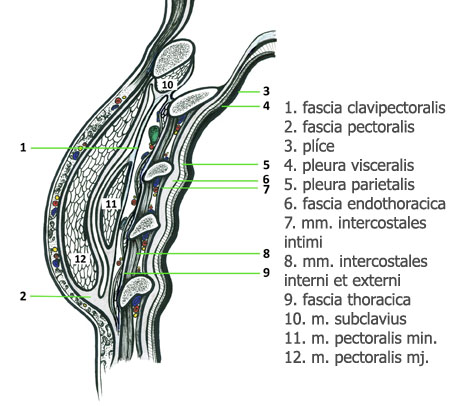 10
3
4
1. fascia clavipectoralis
2. fascia pectoralis
1
3. plíce
5
4. pleura visceralis
6
5. pleura parietalis
7
6. fascia endothoracica
11
7. mm. intercostales
intimi
12
8
8. mm. intercostales
interni et externi
9
9. fascia thoracica
2
10. m. subclavius
11. m. pectoralis min.
12. m. pectoralis mj.